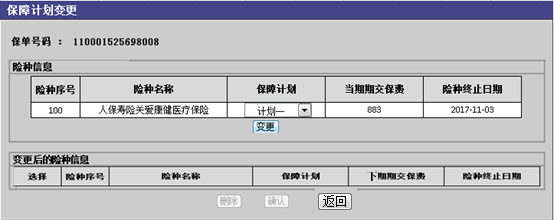 保障计划变更
保单号码 ： 110001525698008
险种信息
险种序号 险种名称 保障计划 当期期交保费 险种终止日期
100 人保寿险关爱康健医疗保险 计划一 883 2017-11-03
变更
变更后的险种信息
选择 险种序号 险种名称 保障计划 下期期交保费 险种终止日期
删除 确认 返回